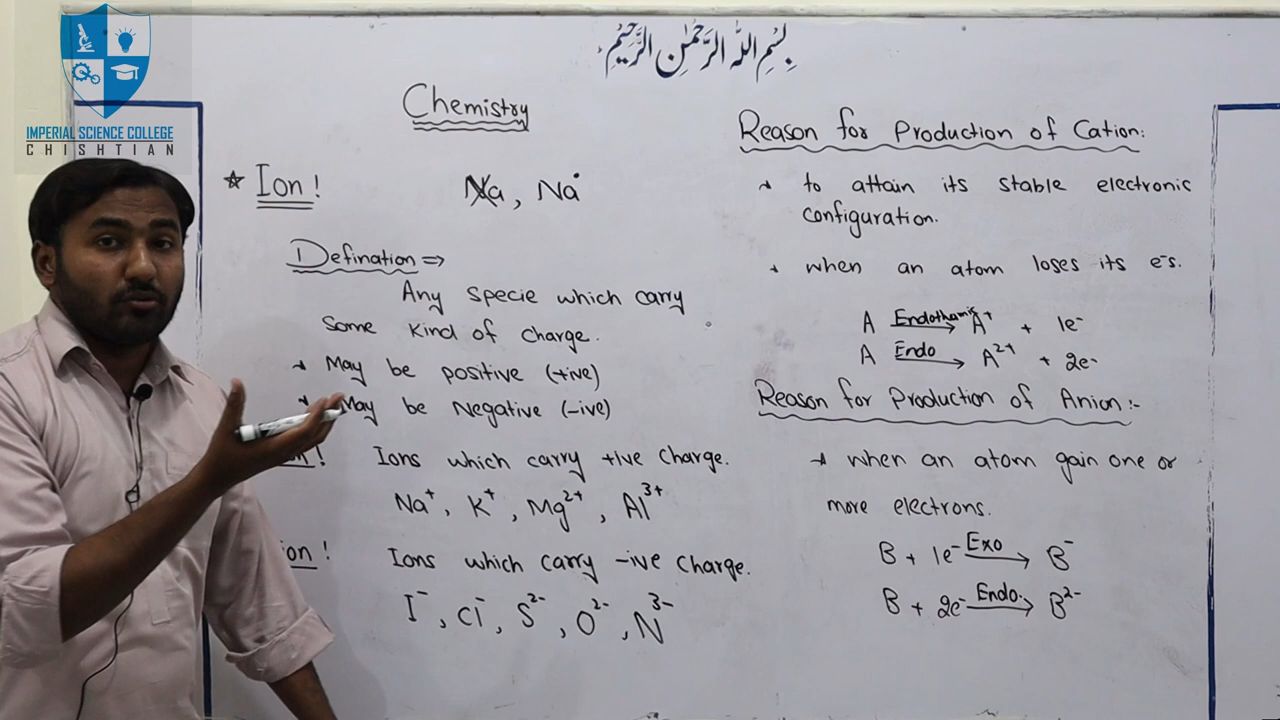 IMPERIAL SCIENCE COLLEGE
CHISHTIAN
بِسْمِ اللہِ الرَّحْمٰنِ الرَّحِیْمِ
Chemistry
* Ion!
Na, Na
Defination ⇒
Any specie which carry
Some Kind of charge.
* May be positive (+ive)
* May be Negative (-ive)
! Ions which carry +ive charge.
Na⁺, K⁺, Mg²⁺, Al³⁺
ion! Ions which carry -ive charge.
I⁻, Cl⁻, S²⁻, O²⁻, N³⁻
Reason for Production of Cation:
* to attain its stable electronic
configuration.
* when an atom loses its e⁻s.
A ⟶ A⁺ + 1e⁻
Endo
A ⟶ A²⁺ + 2e⁻
Reason for Production of Anion:-
* when an atom gain one or
more electrons.
Exo
B + 1e⁻ ⟶ B⁻
Endo.
B + 2e⁻ ⟶ B²⁻